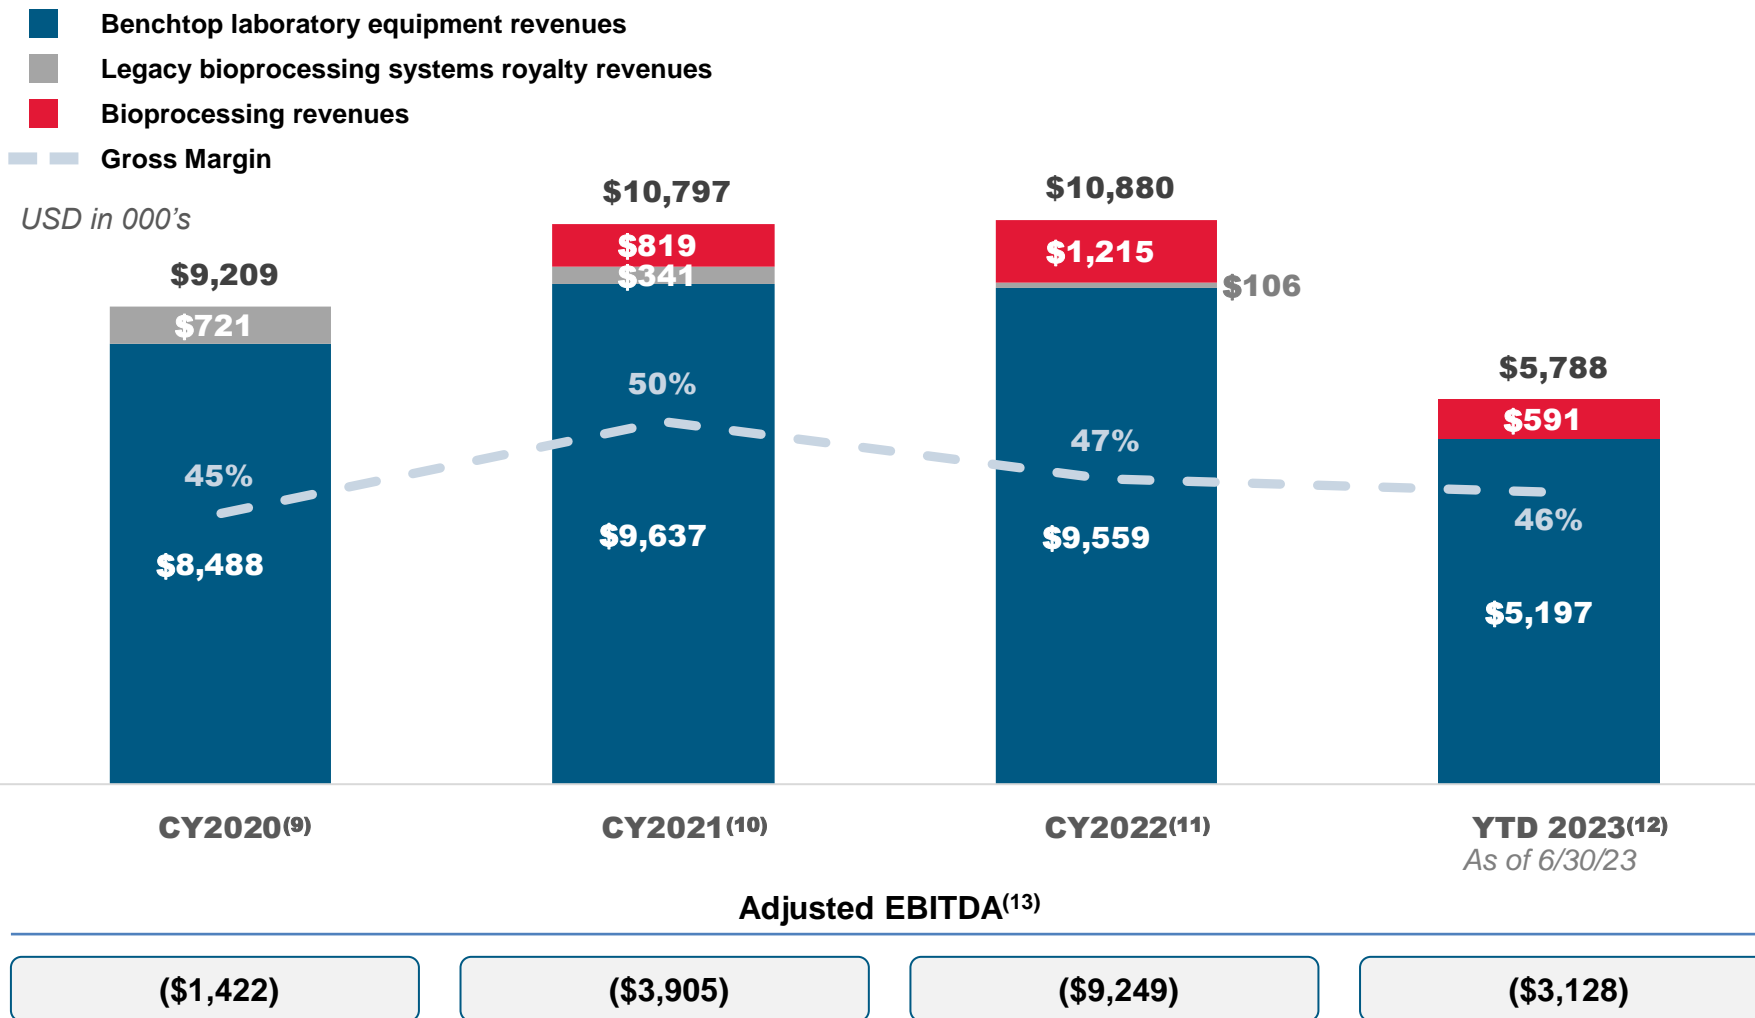 Benchtop laboratory equipment revenues
Legacy bioprocessing systems royalty revenues
Bioprocessing revenues
Gross Margin
USD in 000's
$9,209
$721
45%
$8,488
$10,797
$819
$341
50%
$9,637
$10,880
$1,215
$106
47%
$9,559
$5,788
$591
46%
$5,197
CY2020(9)
CY2021(10)
CY2022(11)
YTD 2023(12)
As of 6/30/23
Adjusted EBITDA(13)
($1,422)
($3,905)
($9,249)
($3,128)